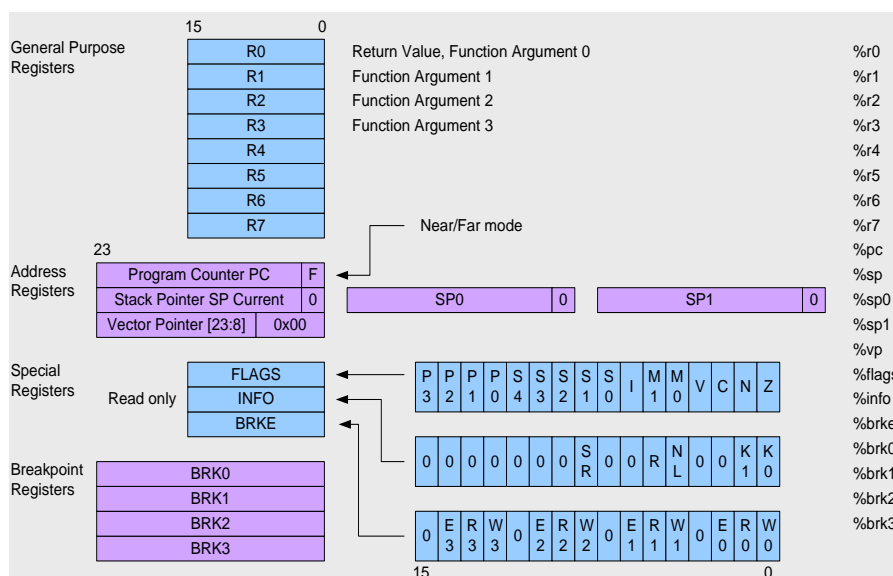 15 0
General Purpose Registers
R0 Return Value, Function Argument 0 %r0
R1 Function Argument 1 %r1
R2 Function Argument 2 %r2
R3 Function Argument 3 %r3
R4 %r4
R5 %r5
R6 %r6
R7 Near/Far mode %r7
23 %pc
Address Registers
Program Counter PC F %sp
Stack Pointer SP Current 0 SP0 0 SP1 0 %sp0
Vector Pointer [23:8] 0x00 %sp1
%vp
Special Registers
FLAGS P3 P2 P1 P0 S4 S3 S2 S1 S0 I M1 M0 V C N Z %flags
Read only INFO %info
BRKE %brke
0 0 0 0 0 0 0 SR 0 0 R NL 0 0 K1 K0
Breakpoint Registers
BRK0 %brk0
BRK1 %brk1
BRK2 %brk2
BRK3 %brk3
0 E3 R3 W3 0 E2 R2 W2 0 E1 R1 W1 0 E0 R0 W0
15 0